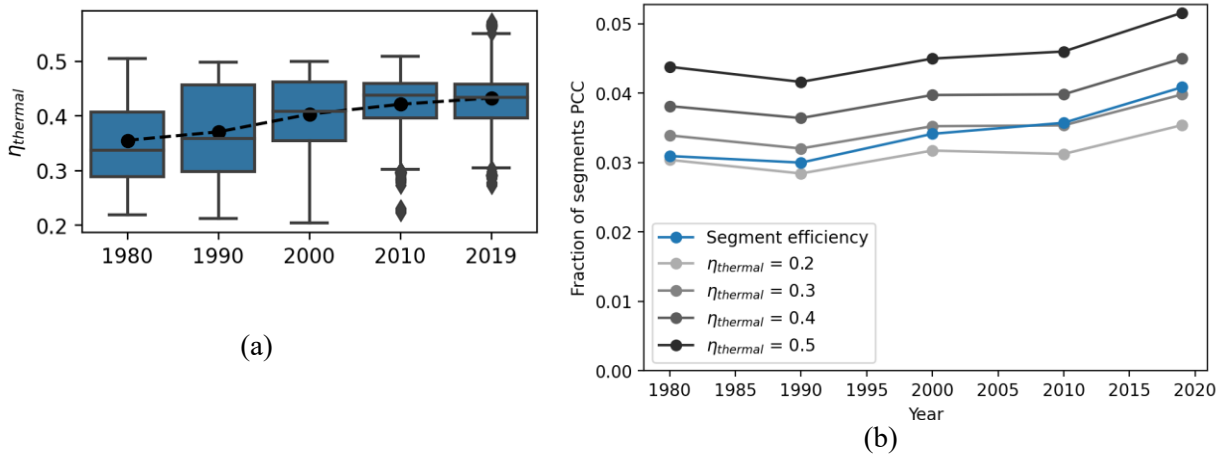 η_thermal
0.5
0.4
0.3
0.2
1980 1990 2000 2010 2019
(a)
Fraction of segments PCC
0.05
0.04
0.03
0.02
0.01
0.00
Segment efficiency
η_thermal = 0.2
η_thermal = 0.3
η_thermal = 0.4
η_thermal = 0.5
1980 1985 1990 1995 2000 2005 2010 2015 2020
Year
(b)